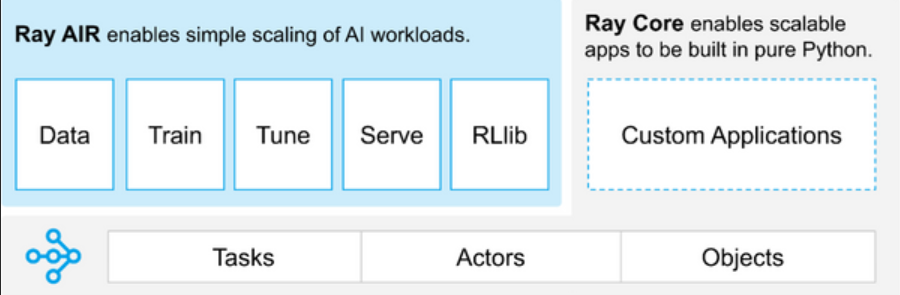 Ray AIR enables simple scaling of AI workloads.
Ray Core enables scalable
apps to be built in pure Python.
Data
Train
Tune
Serve
RLlib
Custom Applications
Tasks
Actors
Objects